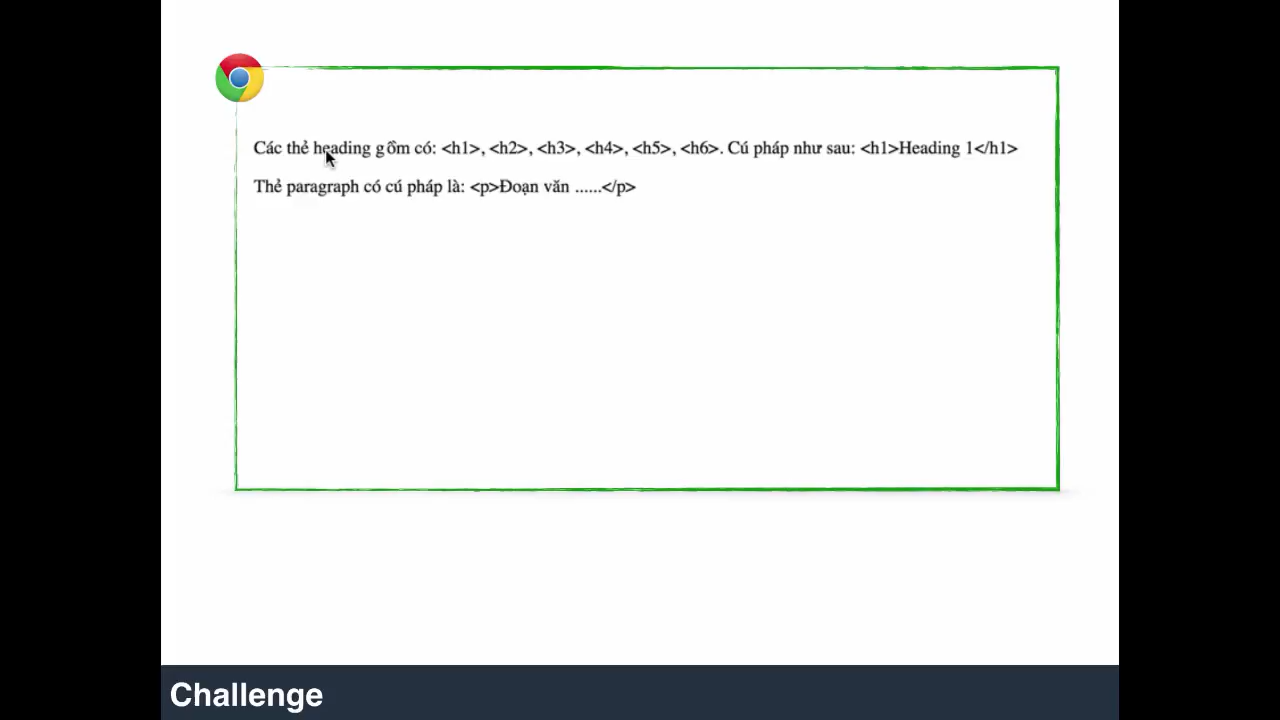 Các thẻ heading gồm có: <h1>, <h2>, <h3>, <h4>, <h5>, <h6>. Cú pháp như sau: <h1>Heading 1</h1>
Thẻ paragraph có cú pháp là: <p>Đoạn văn ......</p>
Challenge